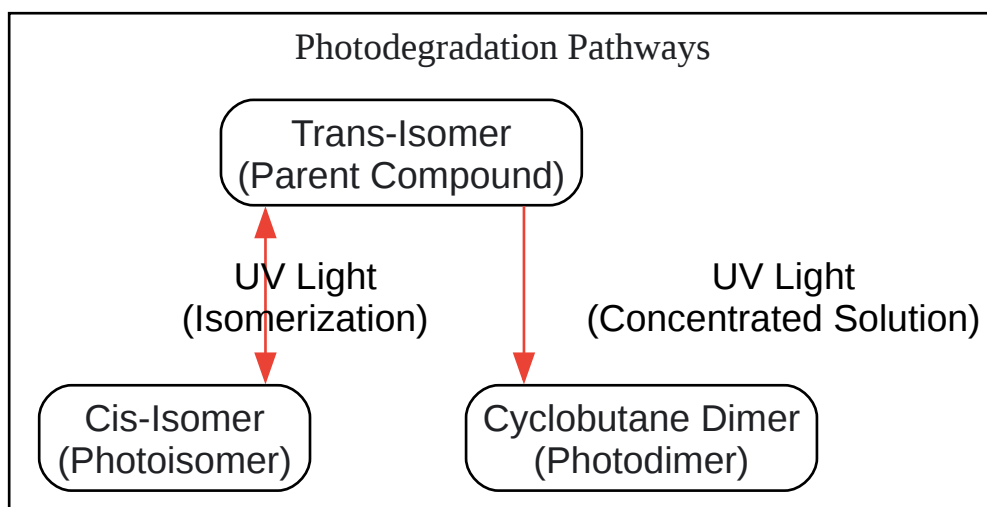 Photodegradation Pathways
Trans-Isomer
(Parent Compound)
UV Light
(Isomerization)
UV Light
(Concentrated Solution)
Cis-Isomer
(Photoisomer)
Cyclobutane Dimer
(Photodimer)